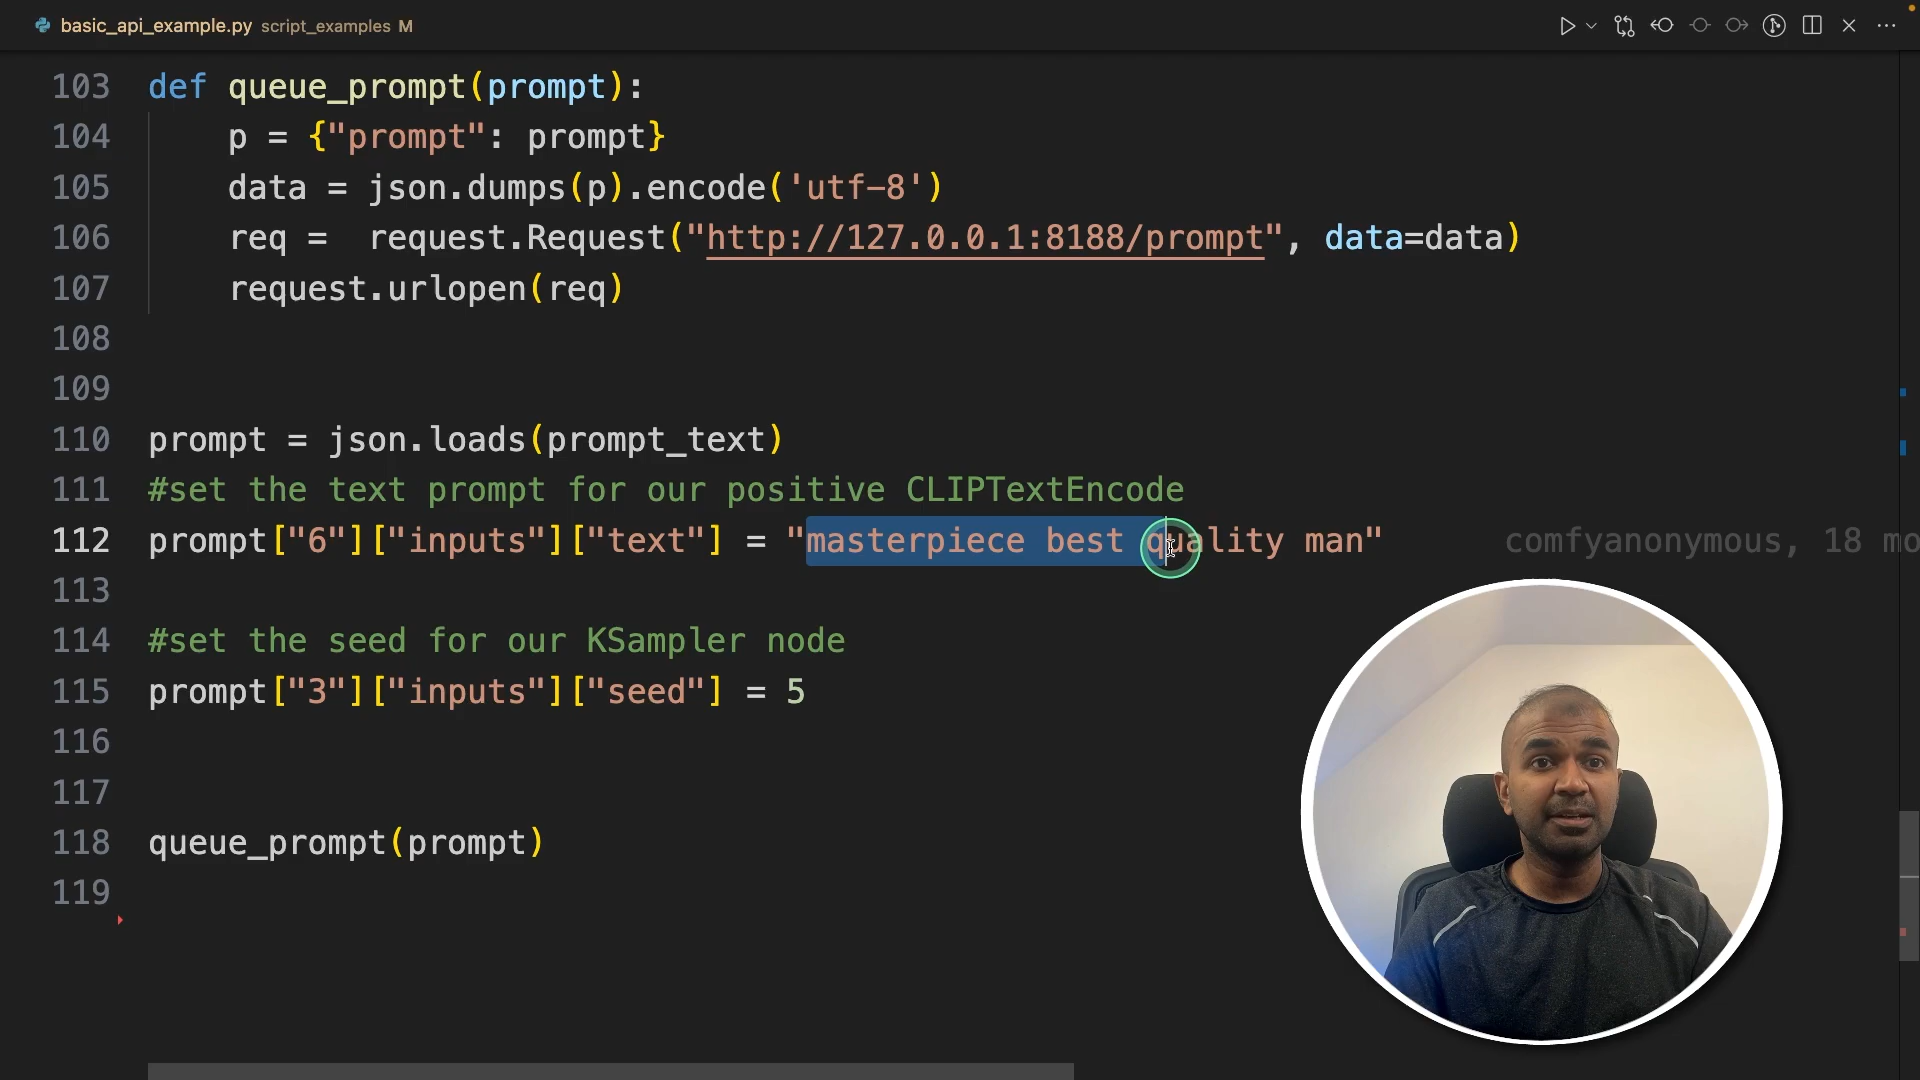 basic_api_example.py script_examples M
103 def queue_prompt(prompt):
104 p = {"prompt": prompt}
105 data = json.dumps(p).encode('utf-8')
106 req =  request.Request("http://127.0.0.1:8188/prompt", data=data)
107 request.urlopen(req)
108
109
110 prompt = json.loads(prompt_text)
111 #set the text prompt for our positive CLIPTextEncode
112 prompt["6"]["inputs"]["text"] = "masterpiece best quality man" comfyanonymous, 18 mo
113
114 #set the seed for our KSampler node
115 prompt["3"]["inputs"]["seed"] = 5
116
117
118 queue_prompt(prompt)
119